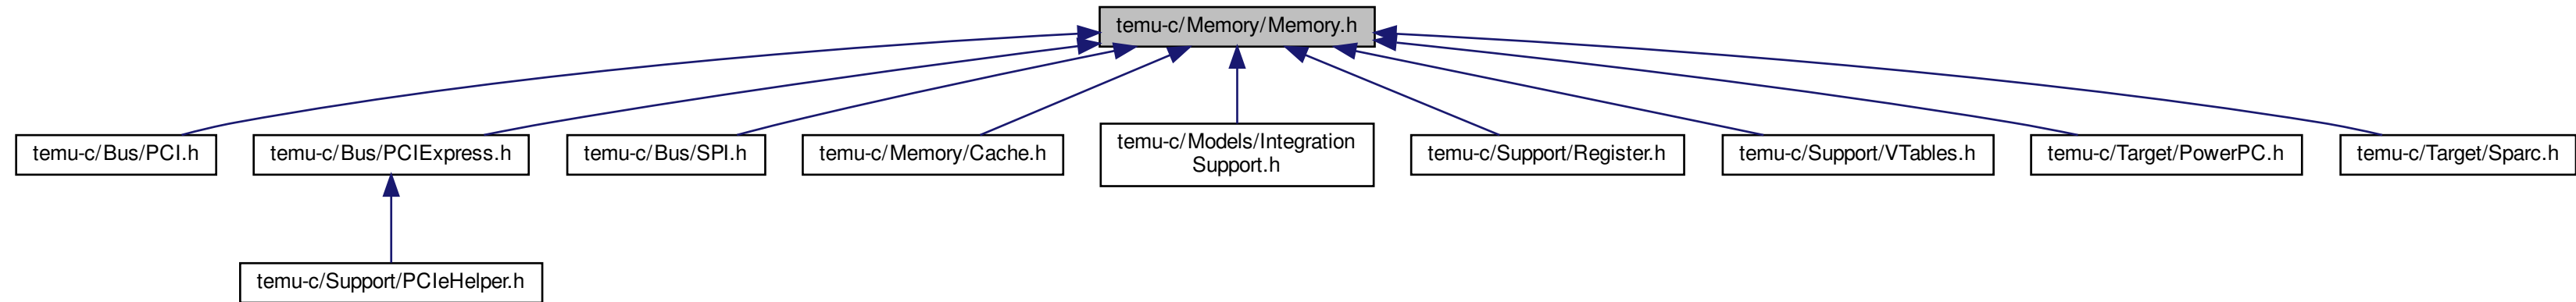 temu-c/Memory/Memory.h
temu-c/Bus/PCI.h
temu-c/Bus/PCIExpress.h
temu-c/Bus/SPI.h
temu-c/Memory/Cache.h
temu-c/Models/Integration
Support.h
temu-c/Support/Register.h
temu-c/Support/VTables.h
temu-c/Target/PowerPC.h
temu-c/Target/Sparc.h
temu-c/Support/PCIeHelper.h